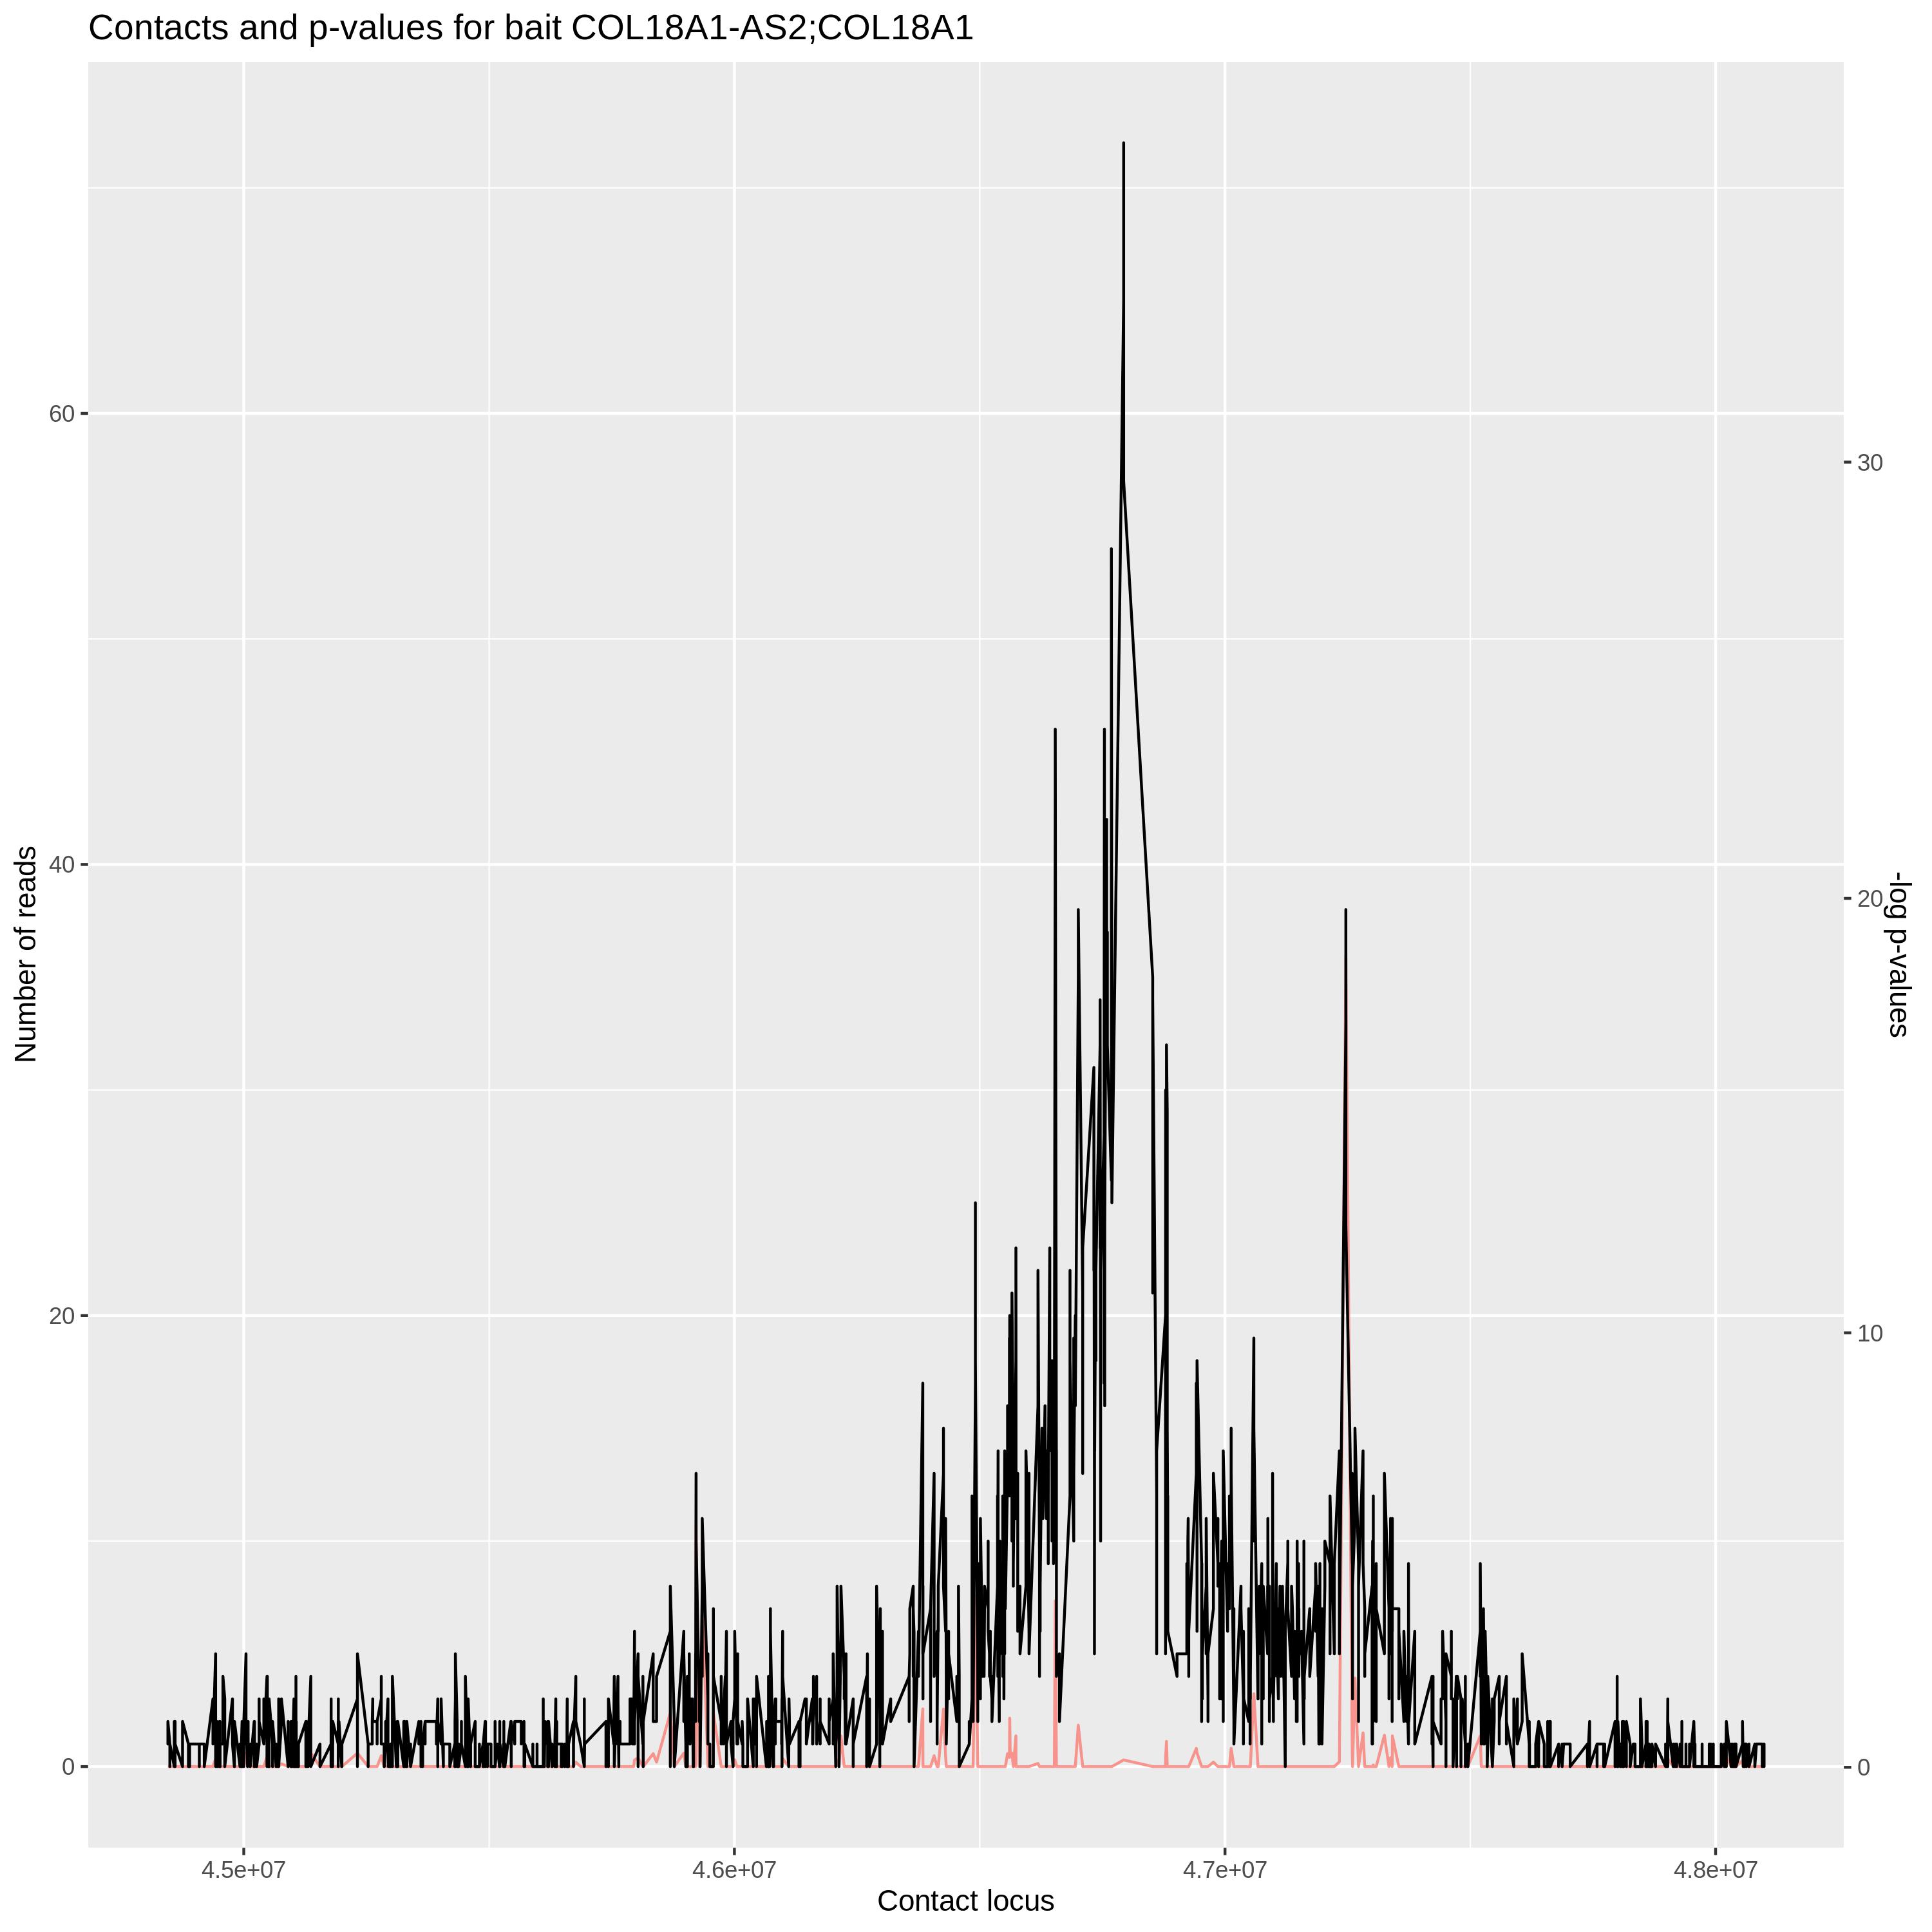 Contacts and p-values for bait COL18A1-AS2;COL18A1
60
40
20
0
Number of reads
30
20
10
0
-log p-values
4.5e+07
4.6e+07
4.7e+07
4.8e+07
Contact locus